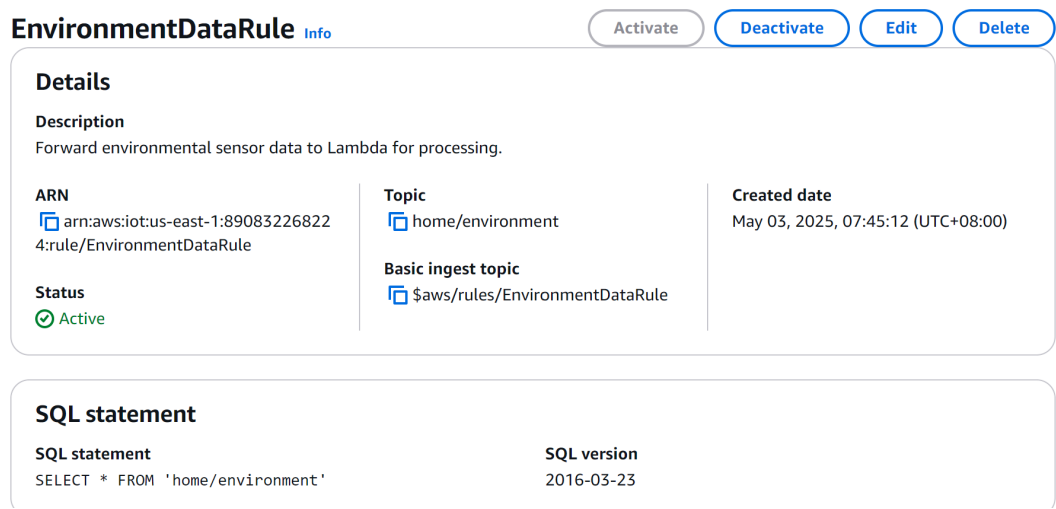 EnvironmentDataRule Info
Activate
Deactivate
Edit
Delete
Details
Description
Forward environmental sensor data to Lambda for processing.
ARN
arn:aws:iot:us-east-1:89083226822
4:rule/EnvironmentDataRule
Status
Active
Topic
home/environment
Basic ingest topic
$aws/rules/EnvironmentDataRule
Created date
May 03, 2025, 07:45:12 (UTC+08:00)
SQL statement
SQL statement
SELECT * FROM 'home/environment'
SQL version
2016-03-23